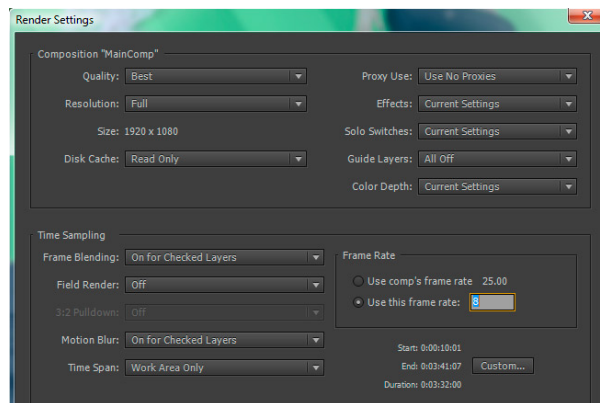 Render Settings
Composition "MainComp"
Quality: Best
Proxy Use: Use No Proxies
Resolution: Full
Effects: Current Settings
Size: 1920 x 1080
Solo Switches: Current Settings
Disk Cache: Read Only
Guide Layers: All Off
Color Depth: Current Settings
Time Sampling
Frame Blending: On for Checked Layers
Frame Rate
Use comp's frame rate 25.00
Field Render: Off
Use this frame rate: 8
3:2 Pulldown: Off
Motion Blur: On for Checked Layers
Start: 0:00:10:01
Time Span: Work Area Only
End: 0:03:41:07 Custom...
Duration: 0:03:32:00